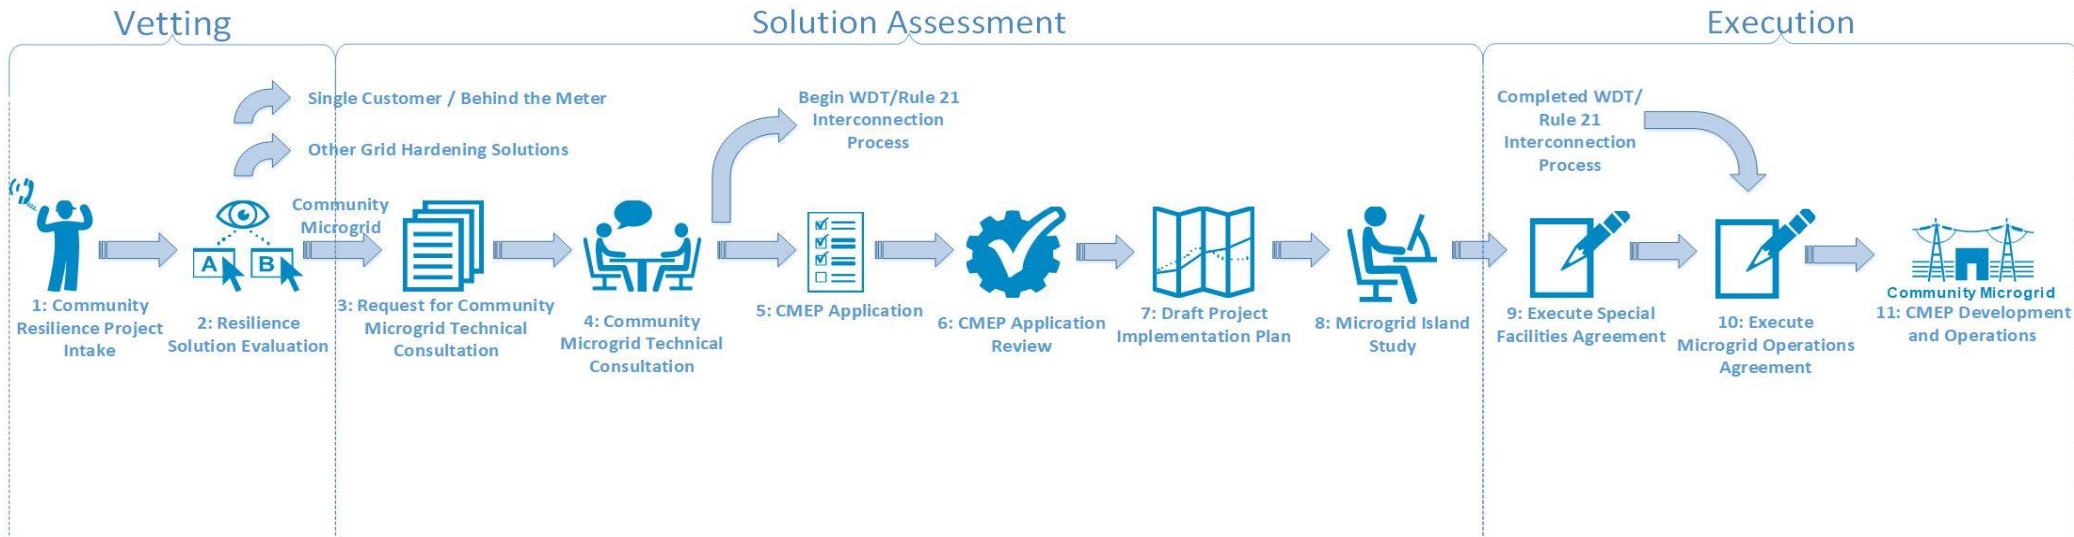 Vetting
Solution Assessment
Execution
Single Customer / Behind the Meter
Other Grid Hardening Solutions
Community
Microgrid
Begin WDT/Rule 21
Interconnection
Process
Completed WDT/
Rule 21
Interconnection
Process
A
B
1: Community
Resilience Project
Intake
2: Resilience
Solution Evaluation
3: Request for Community
Microgrid Technical
Consultation
4: Community
Microgrid Technical
Consultation
5: CMEP Application
6: CMEP Application
Review
7: Draft Project
Implementation Plan
8: Microgrid Island
Study
9: Execute Special
Facilities Agreement
10: Execute
Microgrid Operations
Agreement
Community Microgrid
11: CMEP Development
and Operations